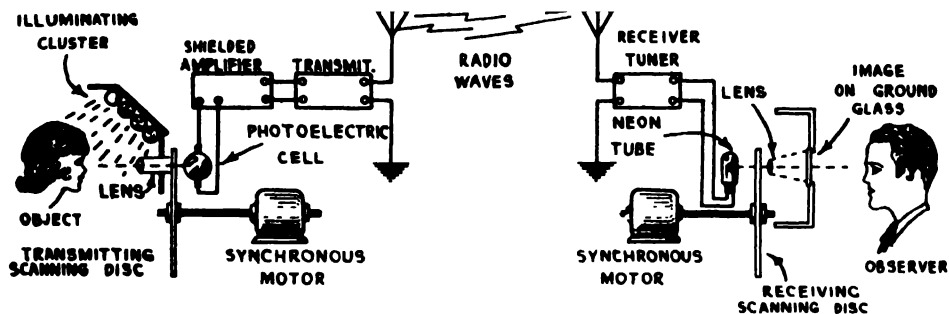 ILLUMINATING
CLUSTER
SHIELDED
AMPLIFIER
TRANSMIT.
RADIO
WAVES
RECEIVER
TUNER
IMAGE
ON GROUND
GLASS
LENS
PHOTOELECTRIC
CELL
NEON
TUBE
LENS
OBJECT
TRANSMITTING
SCANNING DISC
SYNCHRONOUS
MOTOR
SYNCHRONOUS
MOTOR
OBSERVER
RECEIVING
SCANNING DISC